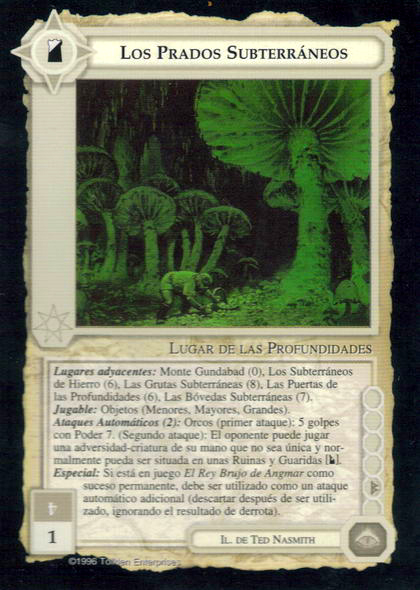 Los Prados Subterráneos
Lugar de las Profundidades
Lugares adyacentes: Monte Gundabad (0), Los Subterráneos
de Hierro (6), Las Grutas Subterráneas (8), Las Puertas de
las Profundidades (6), Las Bóvedas Subterráneas (7).
Jugable: Objetos (Menores, Mayores, Grandes).
Ataques Automáticos (2): Orcos (primer ataque): 5 golpes
con Poder 7. (Segundo ataque): El oponente puede jugar
una adversidad-criatura de su mano que no sea única y nor-
malmente pueda ser situada en unas Ruinas y Guaridas [].
Especial: Si está en juego El Rey Brujo de Angmar como
suceso permanente, debe ser utilizado como un ataque
automático adicional (descartar después de ser utili-
zado, ignorando el resultado de derrota).
4
1
Il. de Ted Nasmith
©1996 Tolkien Enterprises